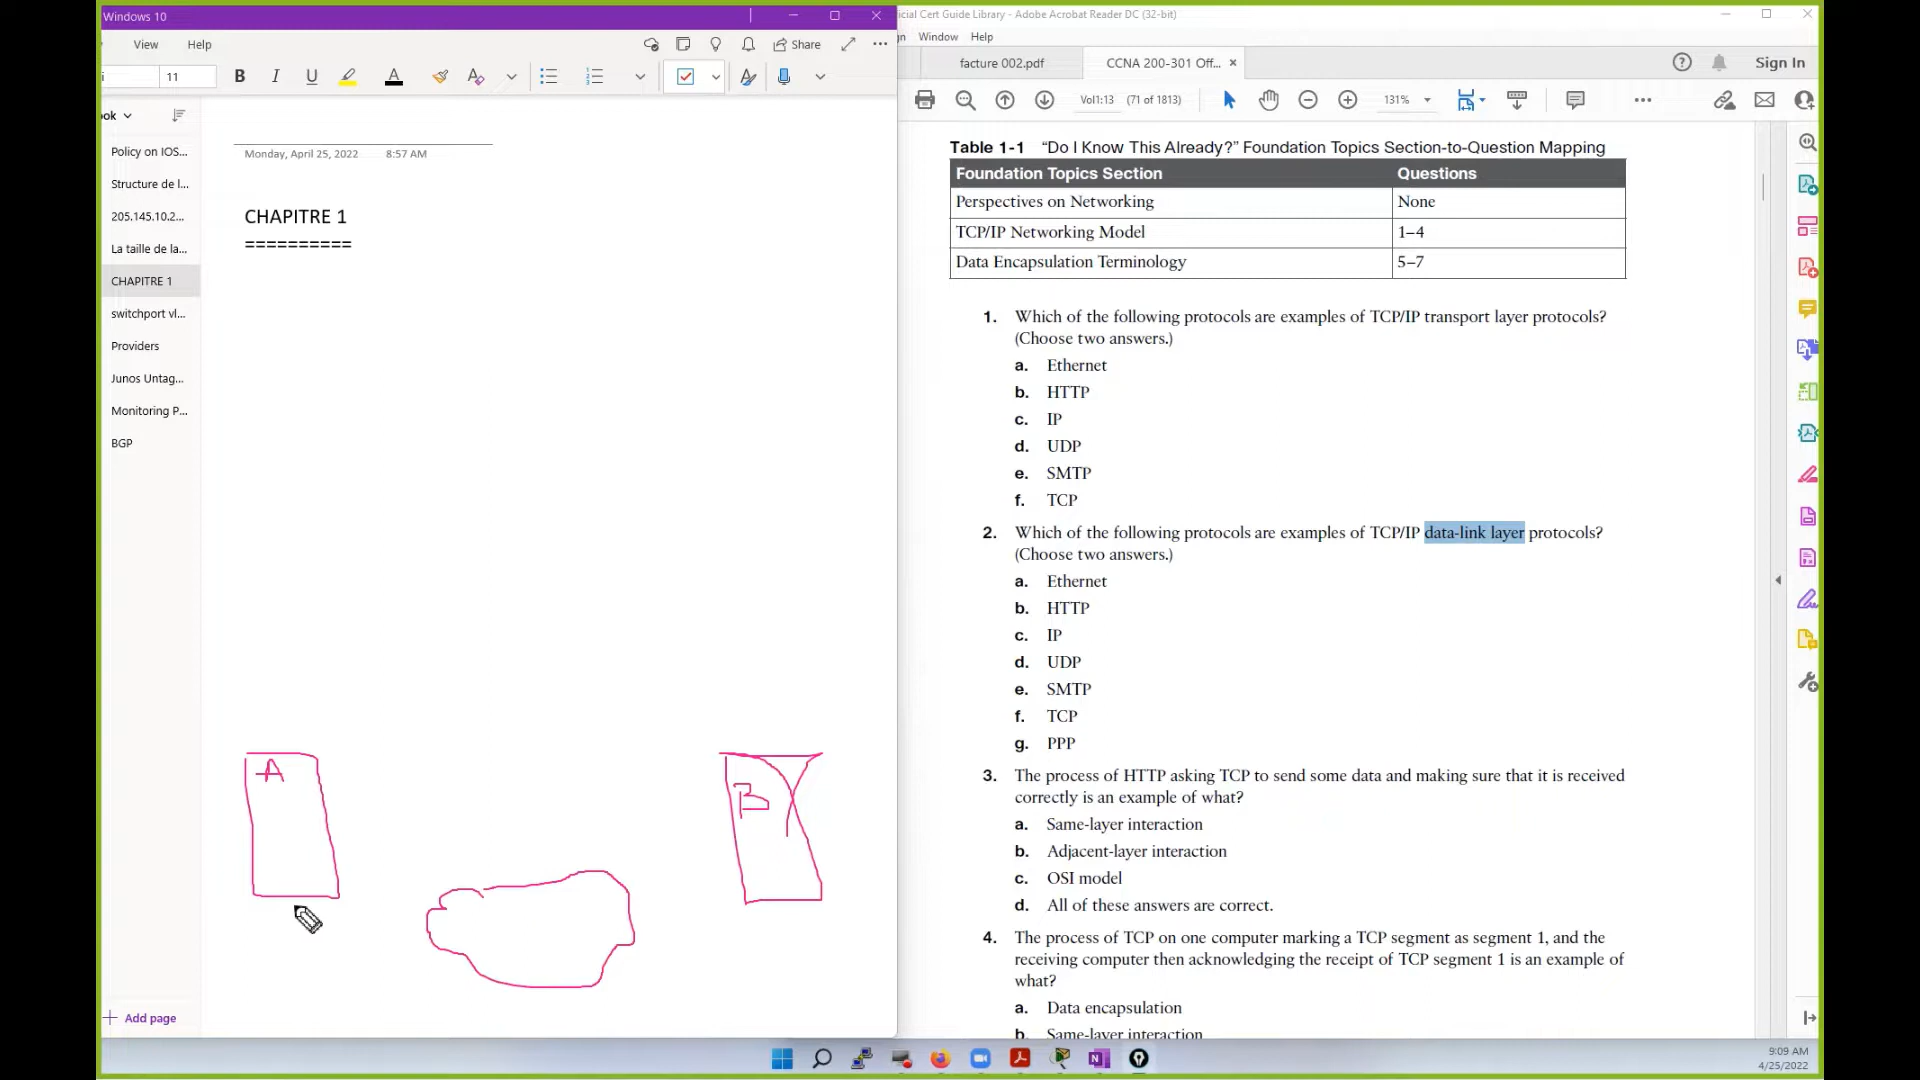 Windows 10
View Help
Share
11
B I U A
ook
Policy on IOS...
Structure de l...
205.145.10.2...
La taille de la...
CHAPITRE 1
switchport vl...
Providers
Junos Untag...
Monitoring P...
BGP
Add page
Monday, April 25, 2022 8:57 AM
CHAPITRE 1
==========
A
B
icial Cert Guide Library - Adobe Acrobat Reader DC (32-bit)
Window Help
facture 002.pdf CCNA 200-301 Off... Sign In
Vol1:13 (71 of 1813) 131%
Table 1-1 “Do I Know This Already?” Foundation Topics Section-to-Question Mapping
Foundation Topics Section Questions
Perspectives on Networking None
TCP/IP Networking Model 1–4
Data Encapsulation Terminology 5–7
1. Which of the following protocols are examples of TCP/IP transport layer protocols?
(Choose two answers.)
a. Ethernet
b. HTTP
c. IP
d. UDP
e. SMTP
f. TCP
2. Which of the following protocols are examples of TCP/IP data-link layer protocols?
(Choose two answers.)
a. Ethernet
b. HTTP
c. IP
d. UDP
e. SMTP
f. TCP
g. PPP
3. The process of HTTP asking TCP to send some data and making sure that it is received
correctly is an example of what?
a. Same-layer interaction
b. Adjacent-layer interaction
c. OSI model
d. All of these answers are correct.
4. The process of TCP on one computer marking a TCP segment as segment 1, and the
receiving computer then acknowledging the receipt of TCP segment 1 is an example of
what?
a. Data encapsulation
b. Same-layer interaction
9:09 AM
4/25/2022